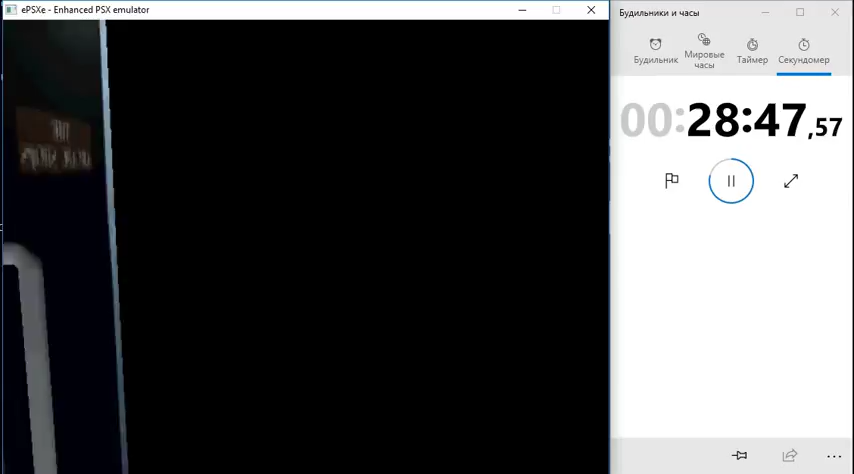 ePSXe - Enhanced PSX emulator
Будильники и часы
Будильник
Мировые
часы
Таймер
Секундомер
00:28:47,57